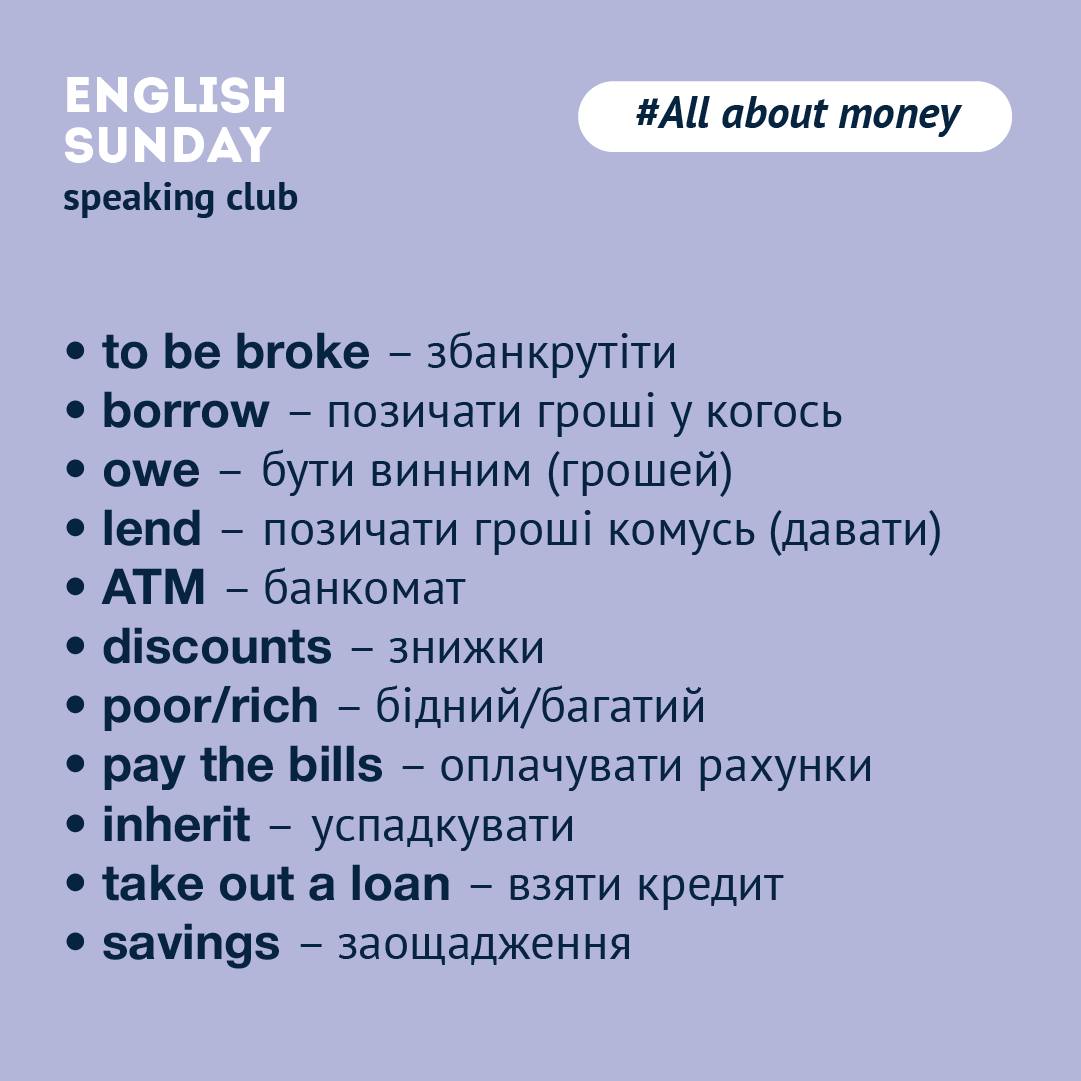 ENGLISH
SUNDAY
speaking club
#All about money
• to be broke – збанкрутіти
• borrow – позичати гроші у когось
• owe – бути винним (грошей)
• lend – позичати гроші комусь (давати)
• ATM – банкомат
• discounts – знижки
• poor/rich – бідний/багатий
• pay the bills – оплачувати рахунки
• inherit – успадкувати
• take out a loan – взяти кредит
• savings – заощадження